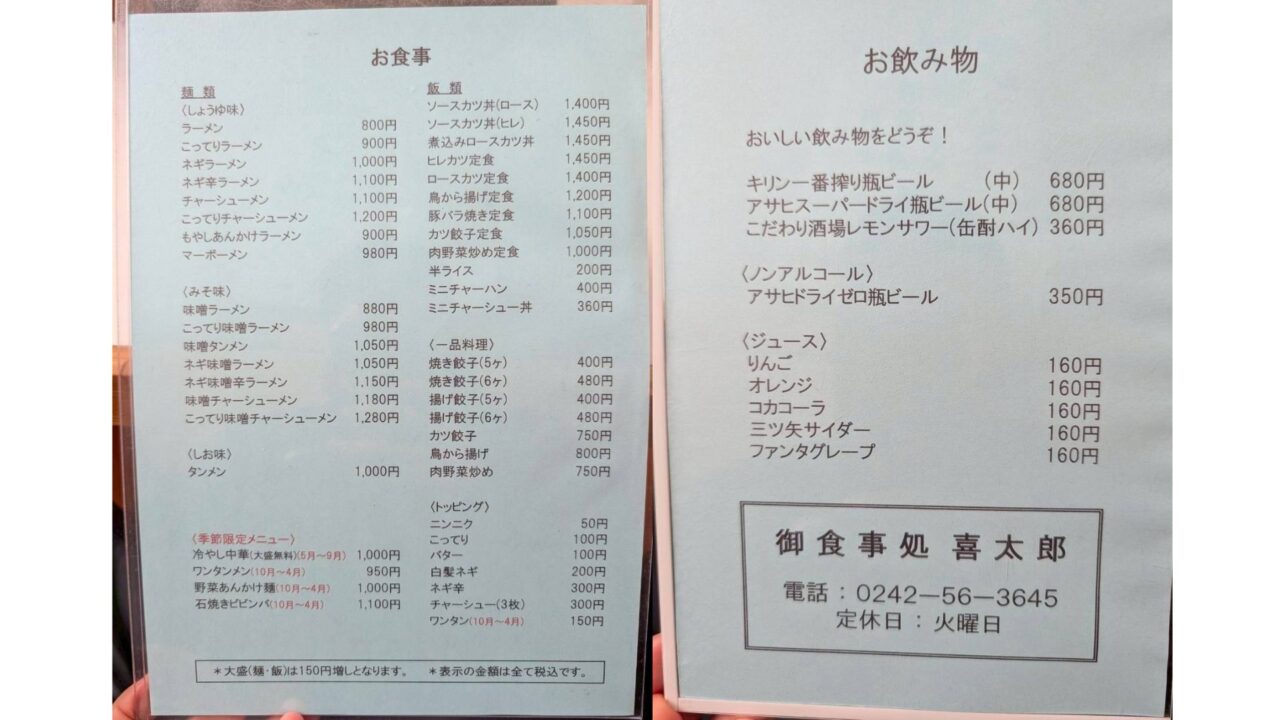 お食事
麺 類
〈しょうゆ味〉
ラーメン 800円
こってりラーメン 900円
ネギラーメン 1,000円
ネギ辛ラーメン 1,100円
チャーシューメン 1,100円
こってりチャーシューメン 1,200円
もやしあんかけラーメン 900円
マーボーメン 980円
〈みそ味〉
味噌ラーメン 880円
こってり味噌ラーメン 980円
味噌タンメン 1,050円
ネギ味噌ラーメン 1,050円
ネギ味噌辛ラーメン 1,150円
味噌チャーシューメン 1,180円
こってり味噌チャーシューメン 1,280円
〈しお味〉
タンメン 1,000円
〈季節限定メニュー〉
冷やし中華(大盛無料)(5月～9月) 1,000円
ワンタンメン(10月～4月) 950円
野菜あんかけ麺(10月～4月) 1,000円
石焼きビビンバ(10月～4月) 1,100円
飯 類
ソースカツ丼(ロース) 1,400円
ソースカツ丼(ヒレ) 1,450円
煮込みロースカツ丼 1,450円
ヒレカツ定食 1,450円
ロースカツ定食 1,400円
鳥から揚げ定食 1,200円
豚バラ焼き定食 1,100円
カツ餃子定食 1,050円
肉野菜炒め定食 1,000円
半ライス 200円
ミニチャーハン 400円
ミニチャーシュー丼 360円
〈一品料理〉
焼き餃子(5ヶ) 400円
焼き餃子(6ヶ) 480円
揚げ餃子(5ヶ) 400円
揚げ餃子(6ヶ) 480円
カツ餃子 750円
鳥から揚げ 800円
肉野菜炒め 750円
〈トッピング〉
ニンニク 50円
こってり 100円
バター 100円
白髪ネギ 200円
ネギ辛 300円
チャーシュー(3枚) 300円
ワンタン(10月～4月) 150円
＊大盛(麺・飯)は150円増しとなります。 ＊表示の金額は全て税込です。
お飲み物
おいしい飲み物をどうぞ！
キリン一番搾り瓶ビール (中) 680円
アサヒスーパードライ瓶ビール(中) 680円
こだわり酒場レモンサワー(缶酎ハイ) 360円
〈ノンアルコール〉
アサヒドライゼロ瓶ビール 350円
〈ジュース〉
りんご 160円
オレンジ 160円
コカコーラ 160円
三ツ矢サイダー 160円
ファンタグレープ 160円
御食事処 喜太郎
電話：0242―56―3645
定休日：火曜日